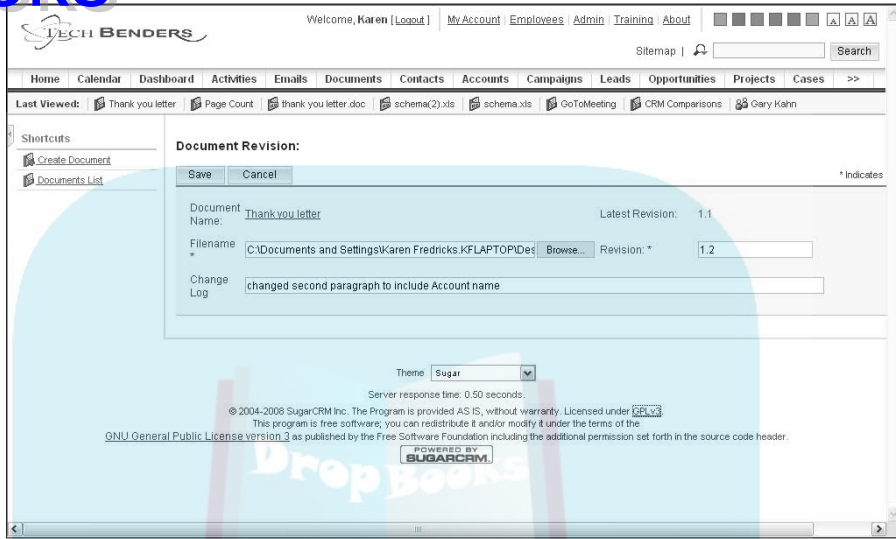 TECH BENDERS
Welcome, Karen [ Logout ] My Account | Employees | Admin | Training | About A A A
Sitemap | Search
Home Calendar Dashboard Activities Emails Documents Contacts Accounts Campaigns Leads Opportunities Projects Cases >>
Last Viewed: Thank you letter Page Count thank you letter.doc schema(2).xls schema.xls GoToMeeting CRM Comparisons Gary Kahn
Shortcuts
Create Document
Documents List
Document Revision:
Save Cancel * Indicates
Document Name: Thank you letter Latest Revision: 1.1
Filename * C:\Documents and Settings\Karen Fredricks.KFLAPTOP\Des Browse... Revision: * 1.2
Change Log changed second paragraph to include Account name
Theme Sugar
Server response time: 0.50 seconds.
© 2004-2008 SugarCRM Inc. The Program is provided AS IS, without warranty. Licensed under GPLv3.
This program is free software; you can redistribute it and/or modify it under the terms of the
GNU General Public License version 3 as published by the Free Software Foundation including the additional permission set forth in the source code header.
POWERED BY
SUGARCRM
DropBooks